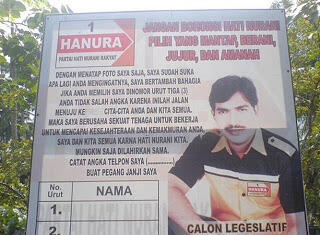 1
HANURA
PARTAI HATI NURANI RAKYAT
JANGAN BOHONGI HATI NURANI
PILIH YANG MANTAP, BERANI,
JUJUR, DAN AMANAH
DENGAN MENATAP FOTO SAYA SAJA, SAYA SUDAH SUKA
APA LAGI ANDA MENGINGATNYA, SAYA BERTAMBAH BAHAGIA
JIKA ANDA MEMILIH SAYA DINOMOR URUT TIGA (3)
ANDA TIDAK SALAH ANGKA KARENA INILAH JALAN
MENUJU KE CITA-CITA ANDA DAN KITA SEMUA.
MAKA SAYA BERUSAHA SEKUAT TENAGA UNTUK BEKERJA
UNTUK MENCAPAI KESEJAHTERAAN DAN KEMAKMURAN ANDA,
SAYA DAN KITA SEMUA KARNA HATI NURANI KITA.
MUNGKIN SAJA DILAHIRKAN SAMA.
CATAT ANGKA TELPON SAYA (..................)
BUAT PEGANG JANJI SAYA
No.
Urut
NAMA
1.
2.
HANURA
CALON LEGESLATIF